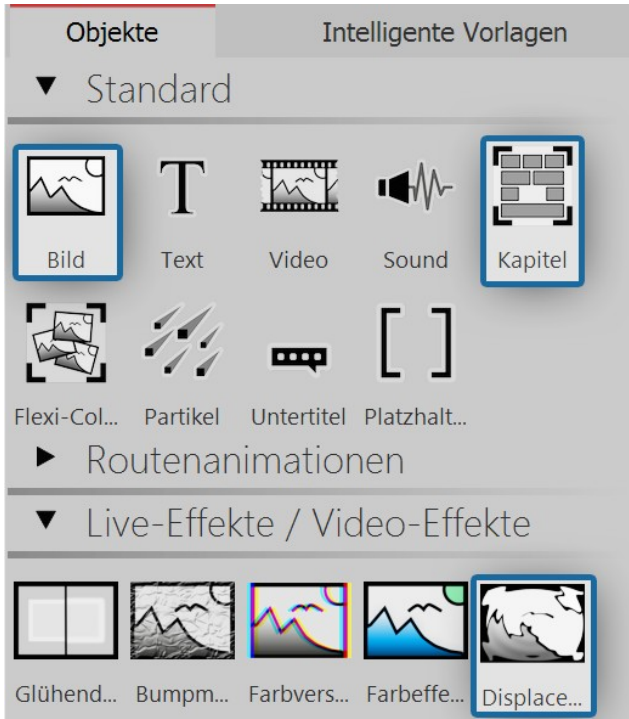 Objekte Intelligente Vorlagen
Standard
Bild Text Video Sound Kapitel
Flexi-Col... Partikel Untertitel Platzhalt...
Routenanimationen
Live-Effekte / Video-Effekte
Glühend... Bumpm... Farbvers... Farbeffe... Displace...